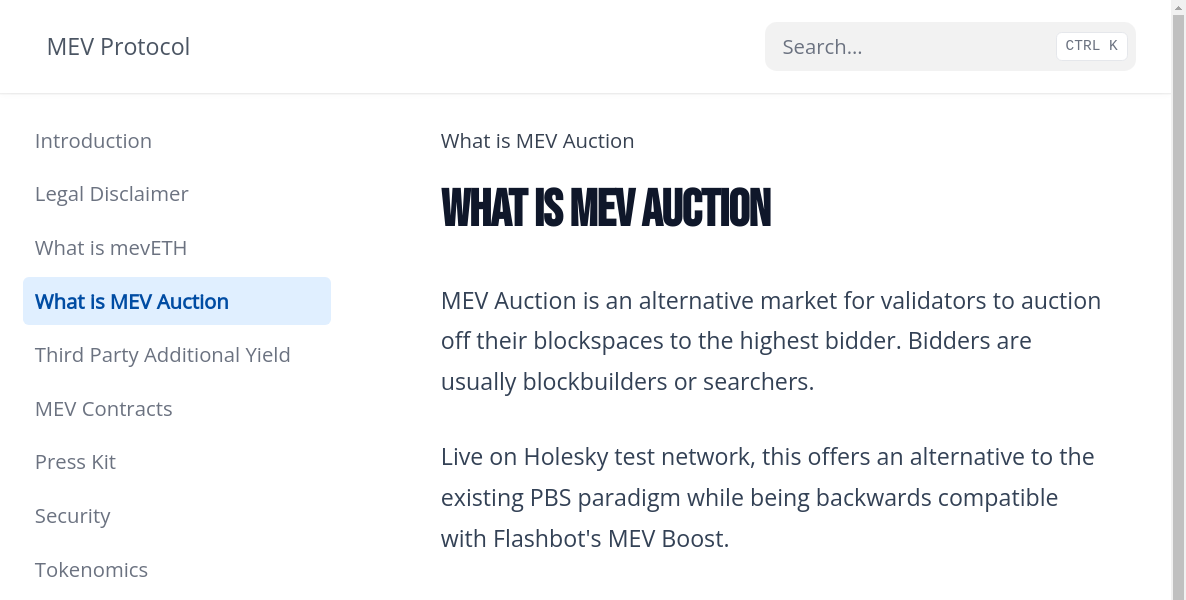 MEV Protocol
Search...
CTRL K
Introduction
Legal Disclaimer
What is mevETH
What is MEV Auction
Third Party Additional Yield
MEV Contracts
Press Kit
Security
Tokenomics
What is MEV Auction
WHAT IS MEV AUCTION
MEV Auction is an alternative market for validators to auction
off their blockspaces to the highest bidder. Bidders are
usually blockbuilders or searchers.
Live on Holesky test network, this offers an alternative to the
existing PBS paradigm while being backwards compatible
with Flashbot's MEV Boost.